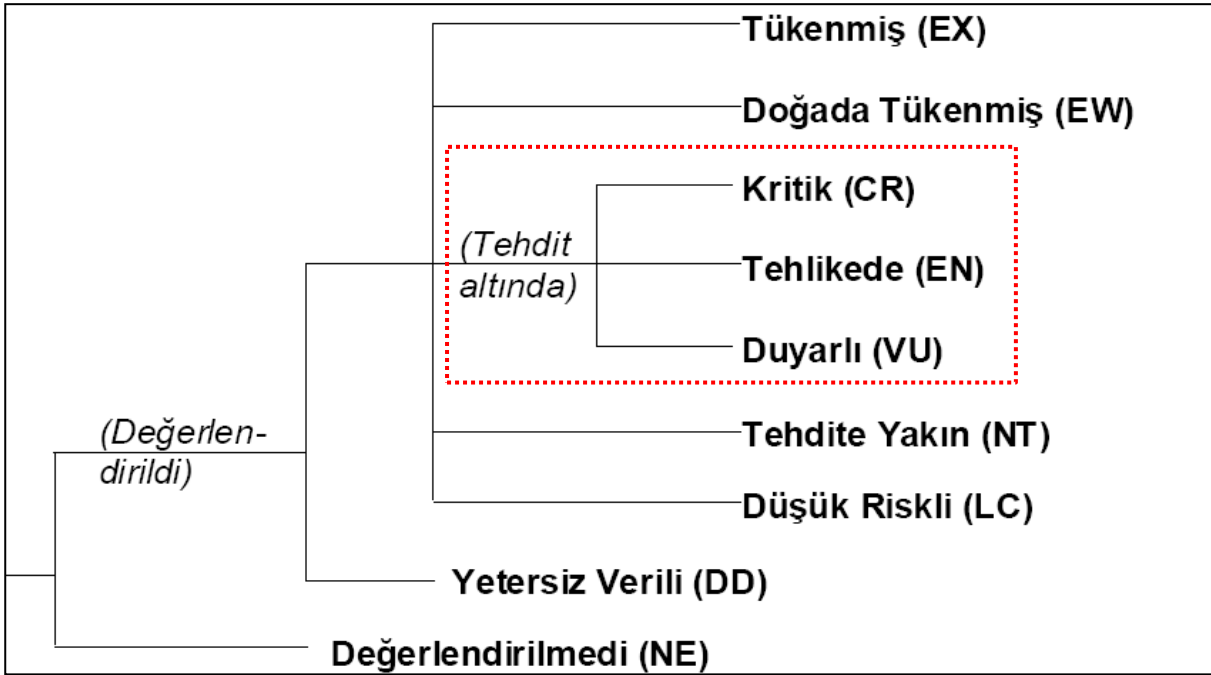 Tükenmiş (EX)
Doğada Tükenmiş (EW)
Kritik (CR)
(Tehdit
altında)
Tehlikede (EN)
Duyarlı (VU)
Tehdite Yakın (NT)
(Değerlen-
dirildi)
Düşük Riskli (LC)
Yetersiz Verili (DD)
Değerlendirilmedi (NE)